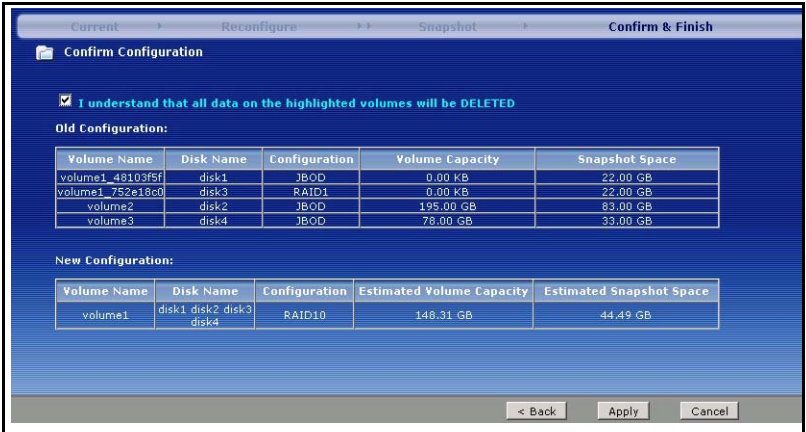 Current Reconfigure Snapshot Confirm & Finish
Confirm Configuration
I understand that all data on the highlighted volumes will be DELETED
Old Configuration:
Volume Name Disk Name Configuration Volume Capacity Snapshot Space
volume1_48103f5f disk1 JBOD 0.00 KB 22.00 GB
volume1_752e18c0 disk3 RAID1 0.00 KB 22.00 GB
volume2 disk2 JBOD 195.00 GB 83.00 GB
volume3 disk4 JBOD 78.00 GB 33.00 GB
New Configuration:
Volume Name Disk Name Configuration Estimated Volume Capacity Estimated Snapshot Space
volume1 disk1 disk2 disk3 RAID10 148.31 GB 44.49 GB
disk4
< Back Apply Cancel